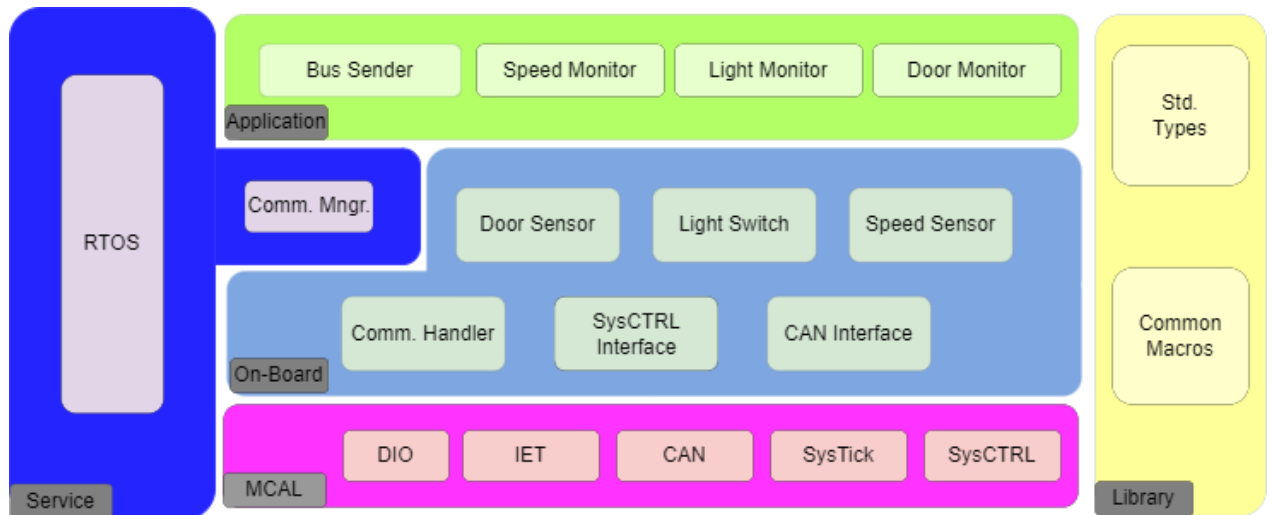 Bus Sender
Speed Monitor
Light Monitor
Door Monitor
Application
RTOS
Comm. Mngr.
Door Sensor
Light Switch
Speed Sensor
Comm. Handler
SysCTRL
Interface
CAN Interface
On-Board
DIO
IET
CAN
SysTick
SysCTRL
MCAL
Service
Std.
Types
Common
Macros
Library